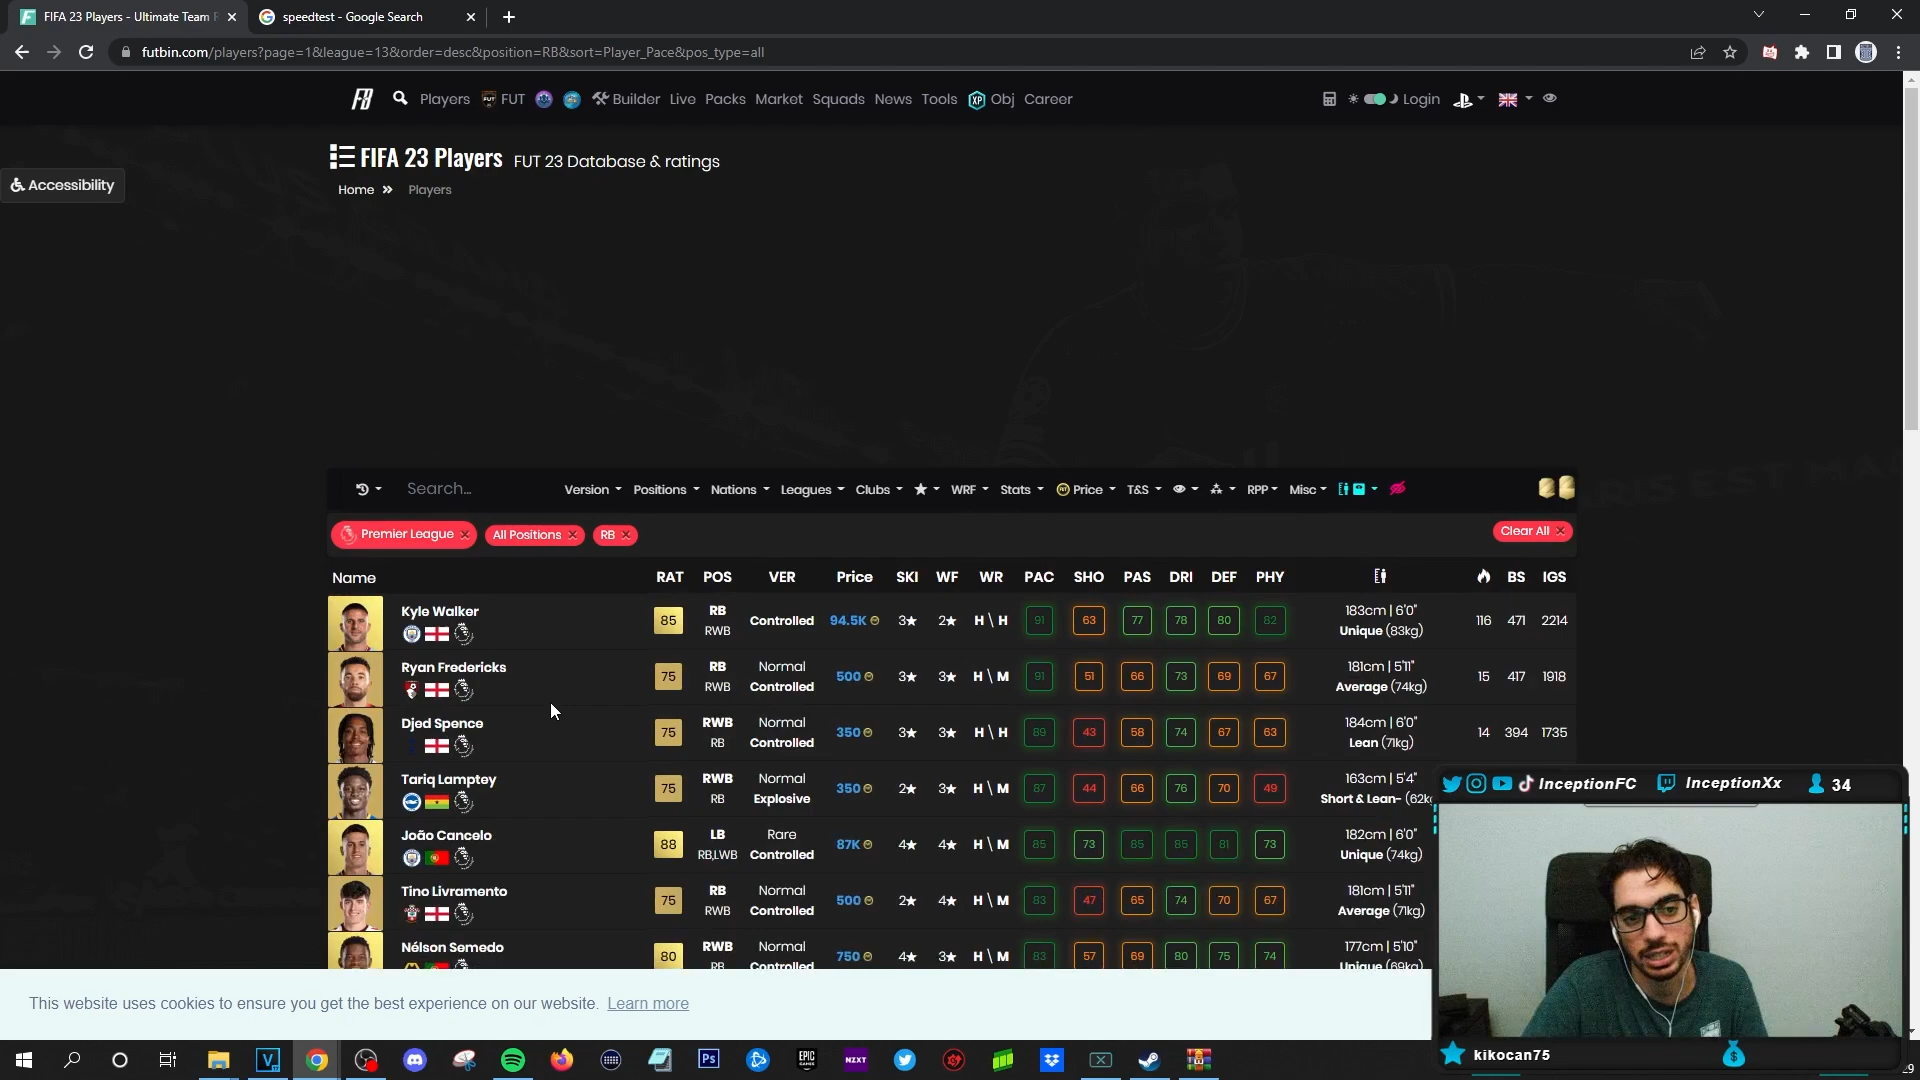 FIFA 23 Players - Ultimate Team
speedtest - Google Search
futbin.com/players?page=1&league=13&order=desc&position=RB&sort=Player_Pace&pos_type=all
Players FUT Builder Live Packs Market Squads News Tools XP Obj Career Login
FIFA 23 Players FUT 23 Database & ratings
Accessibility
Home » Players
Search... Version Positions Nations Leagues Clubs WRF Stats Price T&S RPP Misc
Premier League All Positions RB Clear All
Name RAT POS VER Price SKI WF WR PAC SHO PAS DRI DEF PHY BS IGS
Kyle Walker 85 RB RWB Controlled 94.5K 3★ 2★ H \ H 91 63 77 78 80 82 183cm | 6'0" Unique (83kg) 116 471 2214
Ryan Fredericks 75 RB RWB Normal Controlled 500 3★ 3★ H \ M 91 51 66 73 69 67 181cm | 5'11" Average (74kg) 15 417 1918
Djed Spence 75 RWB RB Normal Controlled 350 3★ 3★ H \ H 89 43 58 74 67 63 184cm | 6'0" Lean (71kg) 14 394 1735
Tariq Lamptey 75 RWB RB Normal Explosive 350 2★ 3★ H \ M 87 44 66 76 70 49 163cm | 5'4" Short & Lean- (62k
João Cancelo 88 LB RB,LWB Rare Controlled 87K 4★ 4★ H \ M 85 73 85 85 81 73 182cm | 6'0" Unique (74kg)
Tino Livramento 75 RB RWB Normal Controlled 500 2★ 4★ H \ M 83 47 65 74 70 67 181cm | 5'11" Average (71kg)
Nélson Semedo 80 RWB RB Normal Controlled 750 4★ 3★ H \ M 83 57 69 80 75 74 177cm | 5'10" Unique (69kg)
InceptionFC InceptionXx 34
This website uses cookies to ensure you get the best experience on our website. Learn more
kikocan75
Ps EPIC GAMES NZXT